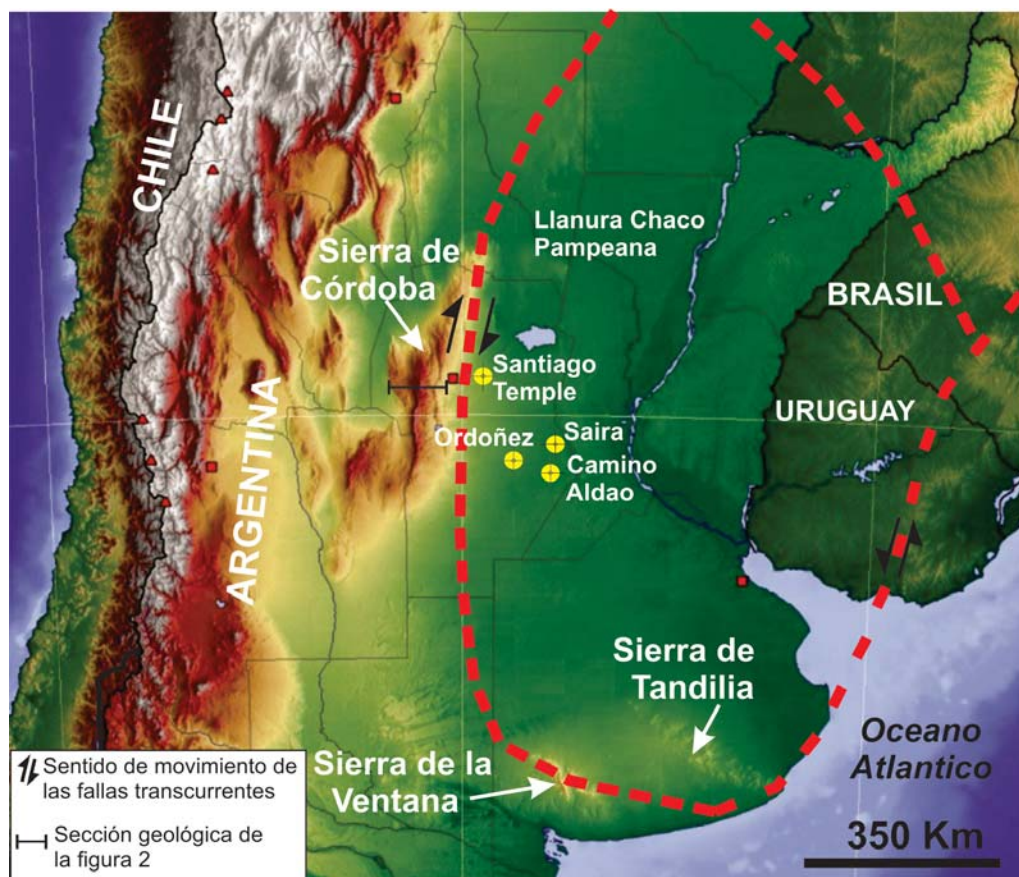 CHILE
ARGENTINA
Sierra de
Córdoba
Llanura Chaco
Pampeana
BRASIL
URUGUAY
Santiago
Temple
Ordoñez
Saira
Camino
Aldao
Sierra de
Tandilia
Sierra de la
Ventana
Oceano
Atlantico
350 Km
Sentido de movimiento de
las fallas transcurrentes
Sección geológica de
la figura 2